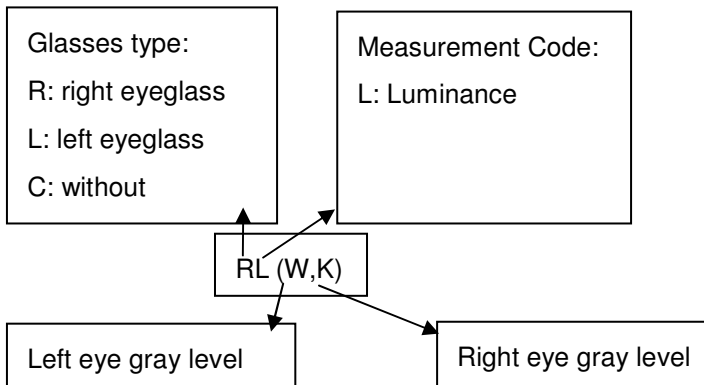 Glasses type:
R: right eyeglass
L: left eyeglass
C: without
Measurement Code:
L: Luminance
RL (W,K)
Left eye gray level
Right eye gray level